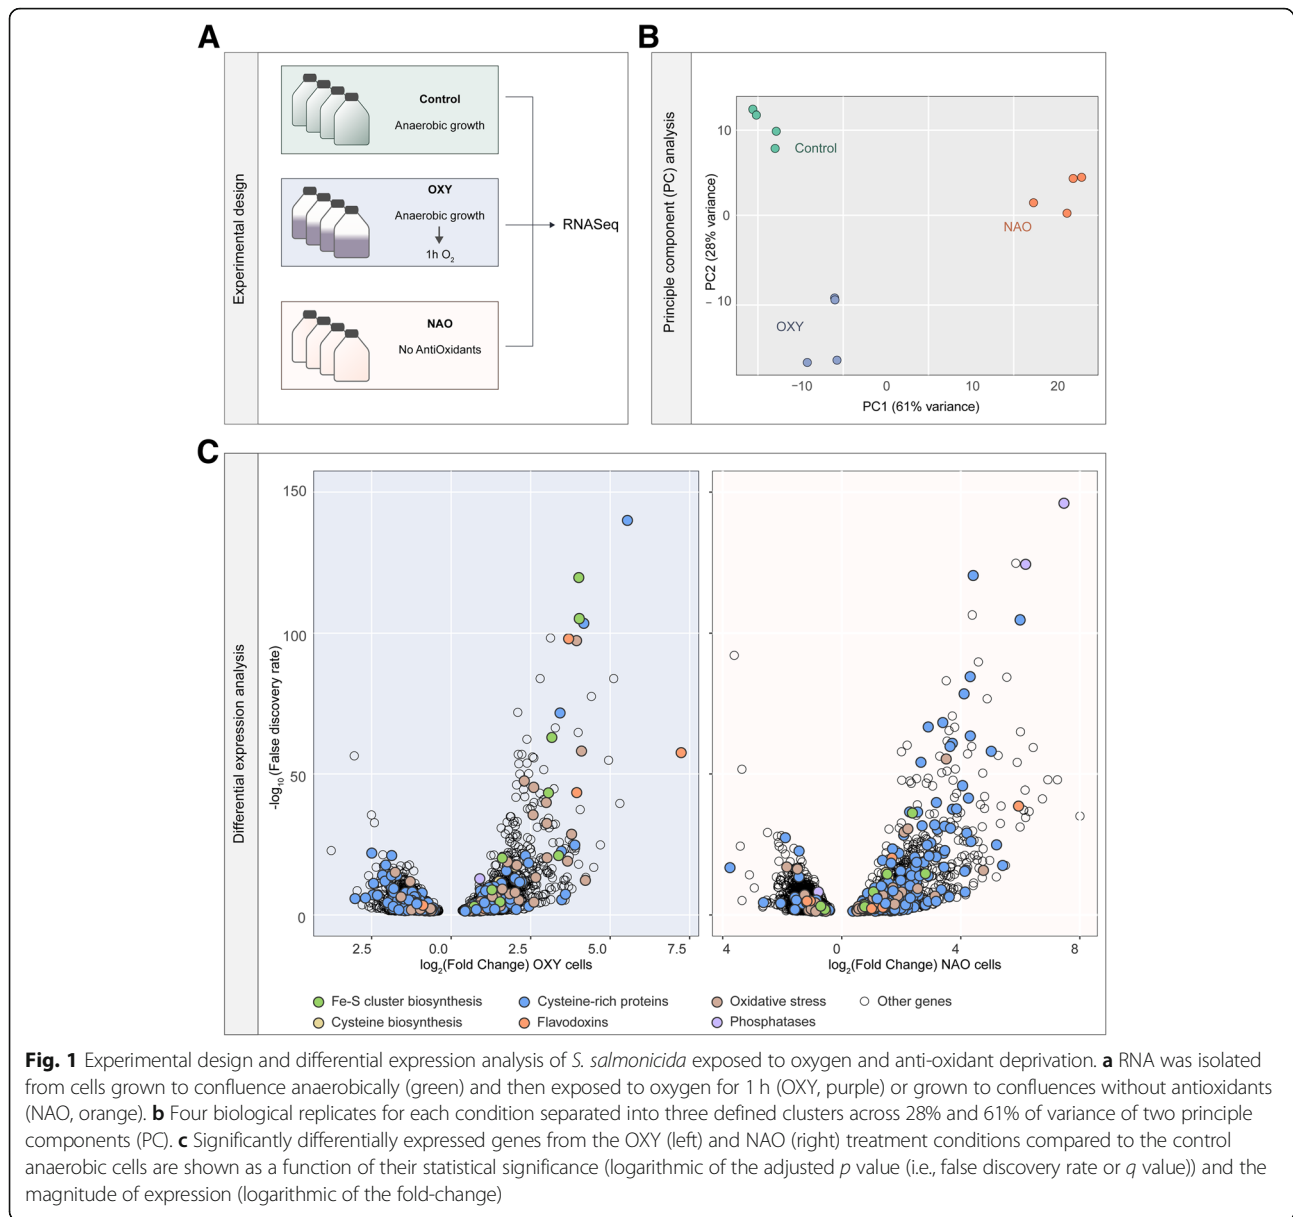 A
Experimental design
Control
Anaerobic growth
OXY
Anaerobic growth
1h O2
NAO
No AntiOxidants
RNASeq
B
Principle component (PC) analysis
PC2 (28% variance)
10
0
– 10
Control
NAO
OXY
−10 0 10 20
PC1 (61% variance)
C
Differential expression analysis
-log10(False discovery rate)
150
100
50
0
2.5 0.0 2.5 5.0 7.5
log2(Fold Change) OXY cells
4 0 4 8
log2(Fold Change) NAO cells
Fe-S cluster biosynthesis Cysteine-rich proteins Oxidative stress Other genes
Cysteine biosynthesis Flavodoxins Phosphatases
Fig. 1 Experimental design and differential expression analysis of S. salmonicida exposed to oxygen and anti-oxidant deprivation. a RNA was isolated
from cells grown to confluence anaerobically (green) and then exposed to oxygen for 1 h (OXY, purple) or grown to confluences without antioxidants
(NAO, orange). b Four biological replicates for each condition separated into three defined clusters across 28% and 61% of variance of two principle
components (PC). c Significantly differentially expressed genes from the OXY (left) and NAO (right) treatment conditions compared to the control
anaerobic cells are shown as a function of their statistical significance (logarithmic of the adjusted p value (i.e., false discovery rate or q value)) and the
magnitude of expression (logarithmic of the fold-change)